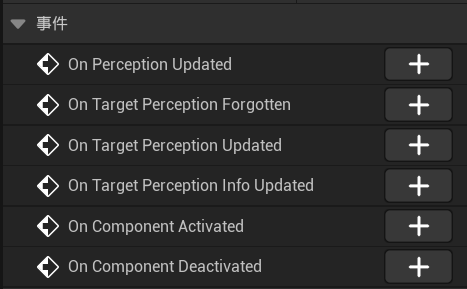 事件
On Perception Updated
On Target Perception Forgotten
On Target Perception Updated
On Target Perception Info Updated
On Component Activated
On Component Deactivated